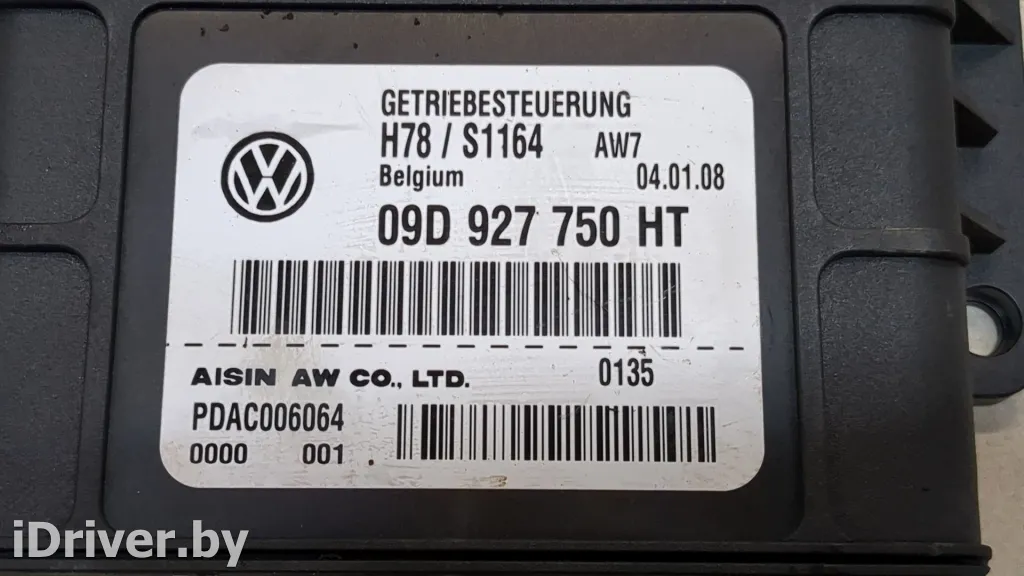 GETRIEBESTEUERUNG
H78 / S1164 AW7
Belgium 04.01.08
09D 927 750 HT
AISIN AW CO., LTD. 0135
PDAC006064
0000 001
iDriver.by